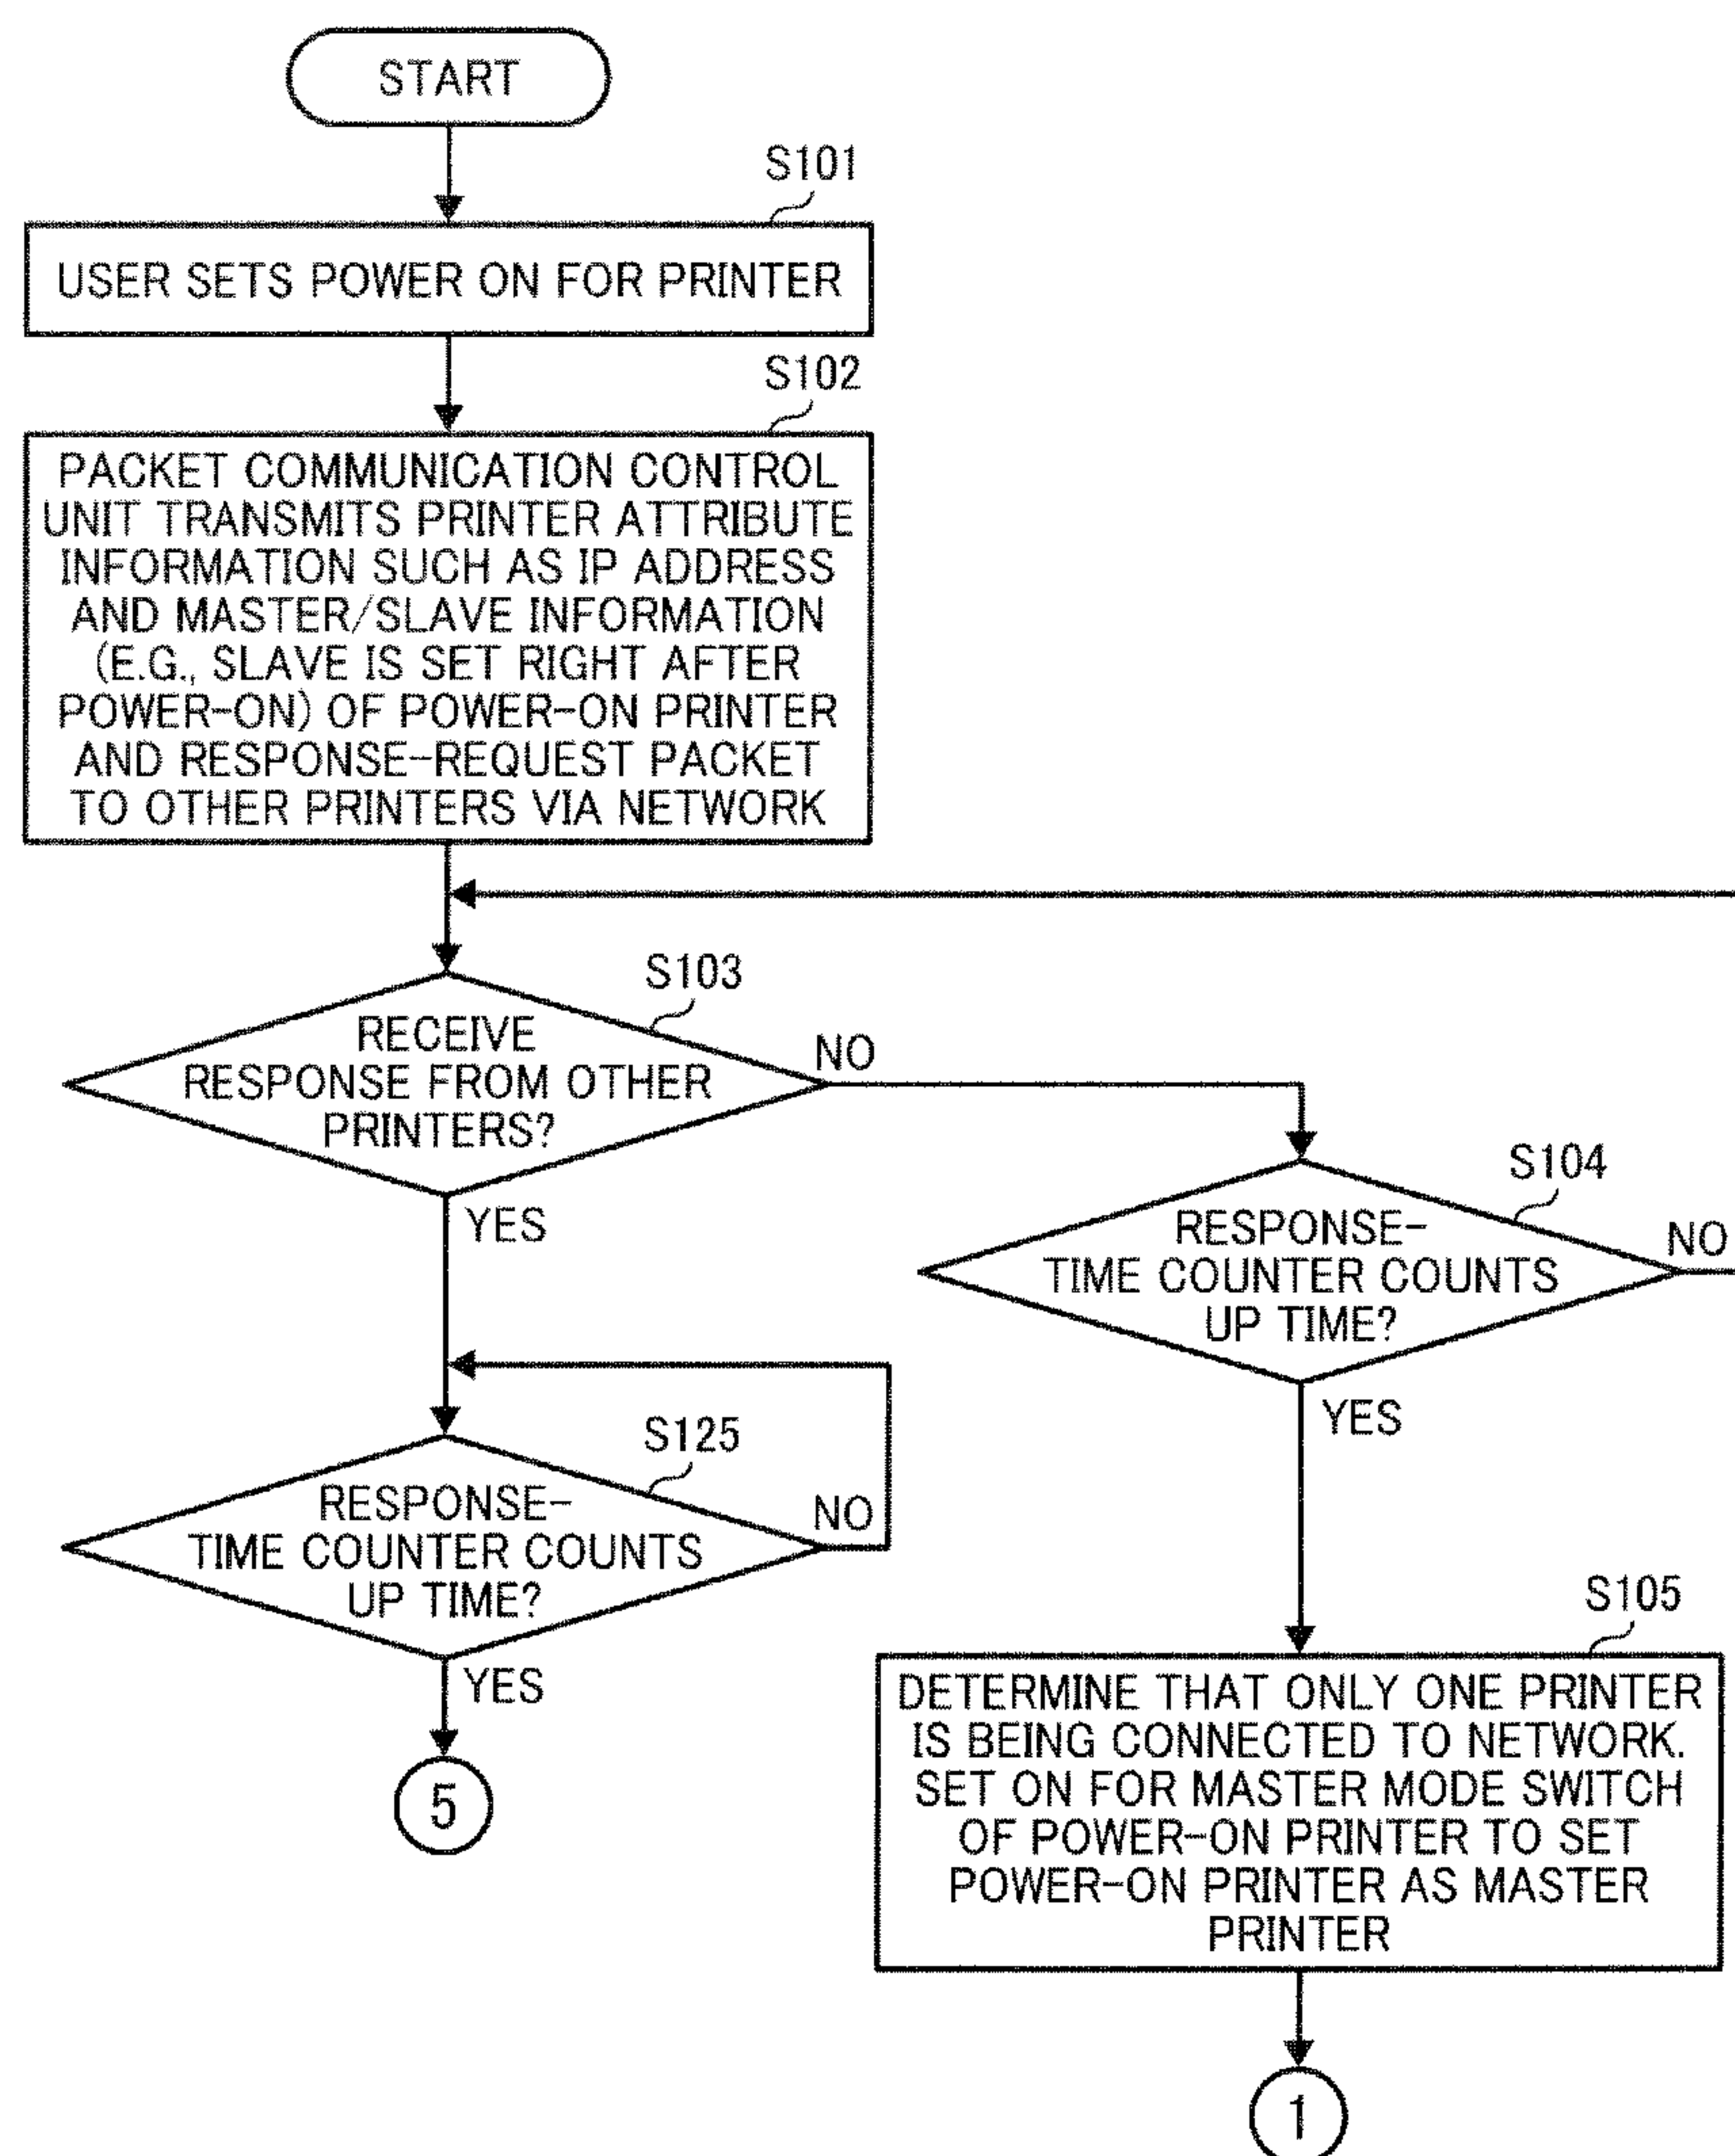 START
S101
USER SETS POWER ON FOR PRINTER
S102
PACKET COMMUNICATION CONTROL
UNIT TRANSMITS PRINTER ATTRIBUTE
INFORMATION SUCH AS IP ADDRESS
AND MASTER/SLAVE INFORMATION
(E.G., SLAVE IS SET RIGHT AFTER
POWER-ON) OF POWER-ON PRINTER
AND RESPONSE-REQUEST PACKET
TO OTHER PRINTERS VIA NETWORK
S103
RECEIVE
RESPONSE FROM OTHER
PRINTERS?
NO
YES
S104
RESPONSE-
TIME COUNTER COUNTS
UP TIME?
NO
YES
S125
RESPONSE-
TIME COUNTER COUNTS
UP TIME?
NO
YES
5
S105
DETERMINE THAT ONLY ONE PRINTER
IS BEING CONNECTED TO NETWORK.
SET ON FOR MASTER MODE SWITCH
OF POWER-ON PRINTER TO SET
POWER-ON PRINTER AS MASTER
PRINTER
1